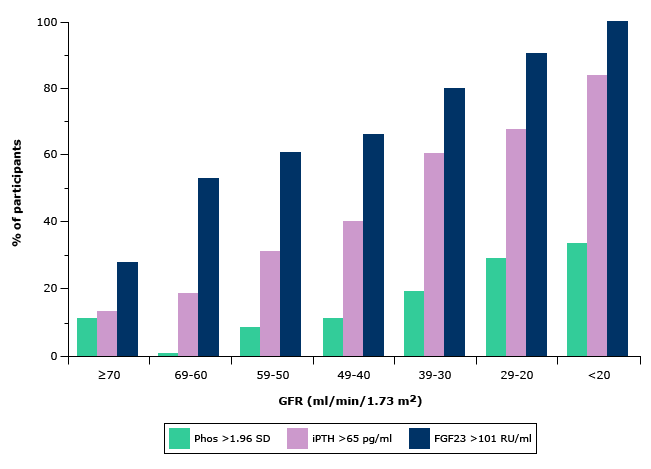 100
80
60
40
20
0
% of participants
≥70 69-60 59-50 49-40 39-30 29-20 <20
GFR (ml/min/1.73 m²)
Phos >1.96 SD iPTH >65 pg/ml FGF23 >101 RU/ml